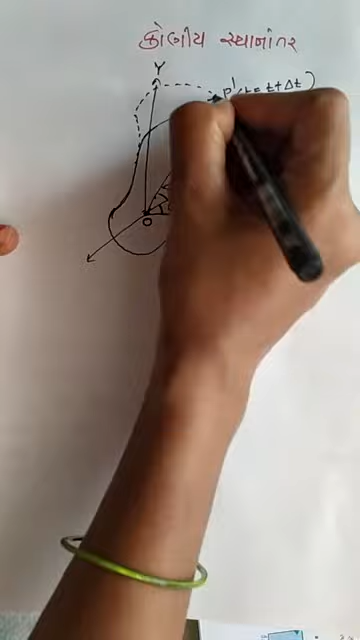 કોણીય સ્થાનાંતર
Y
P'(t = t + Δt)
O